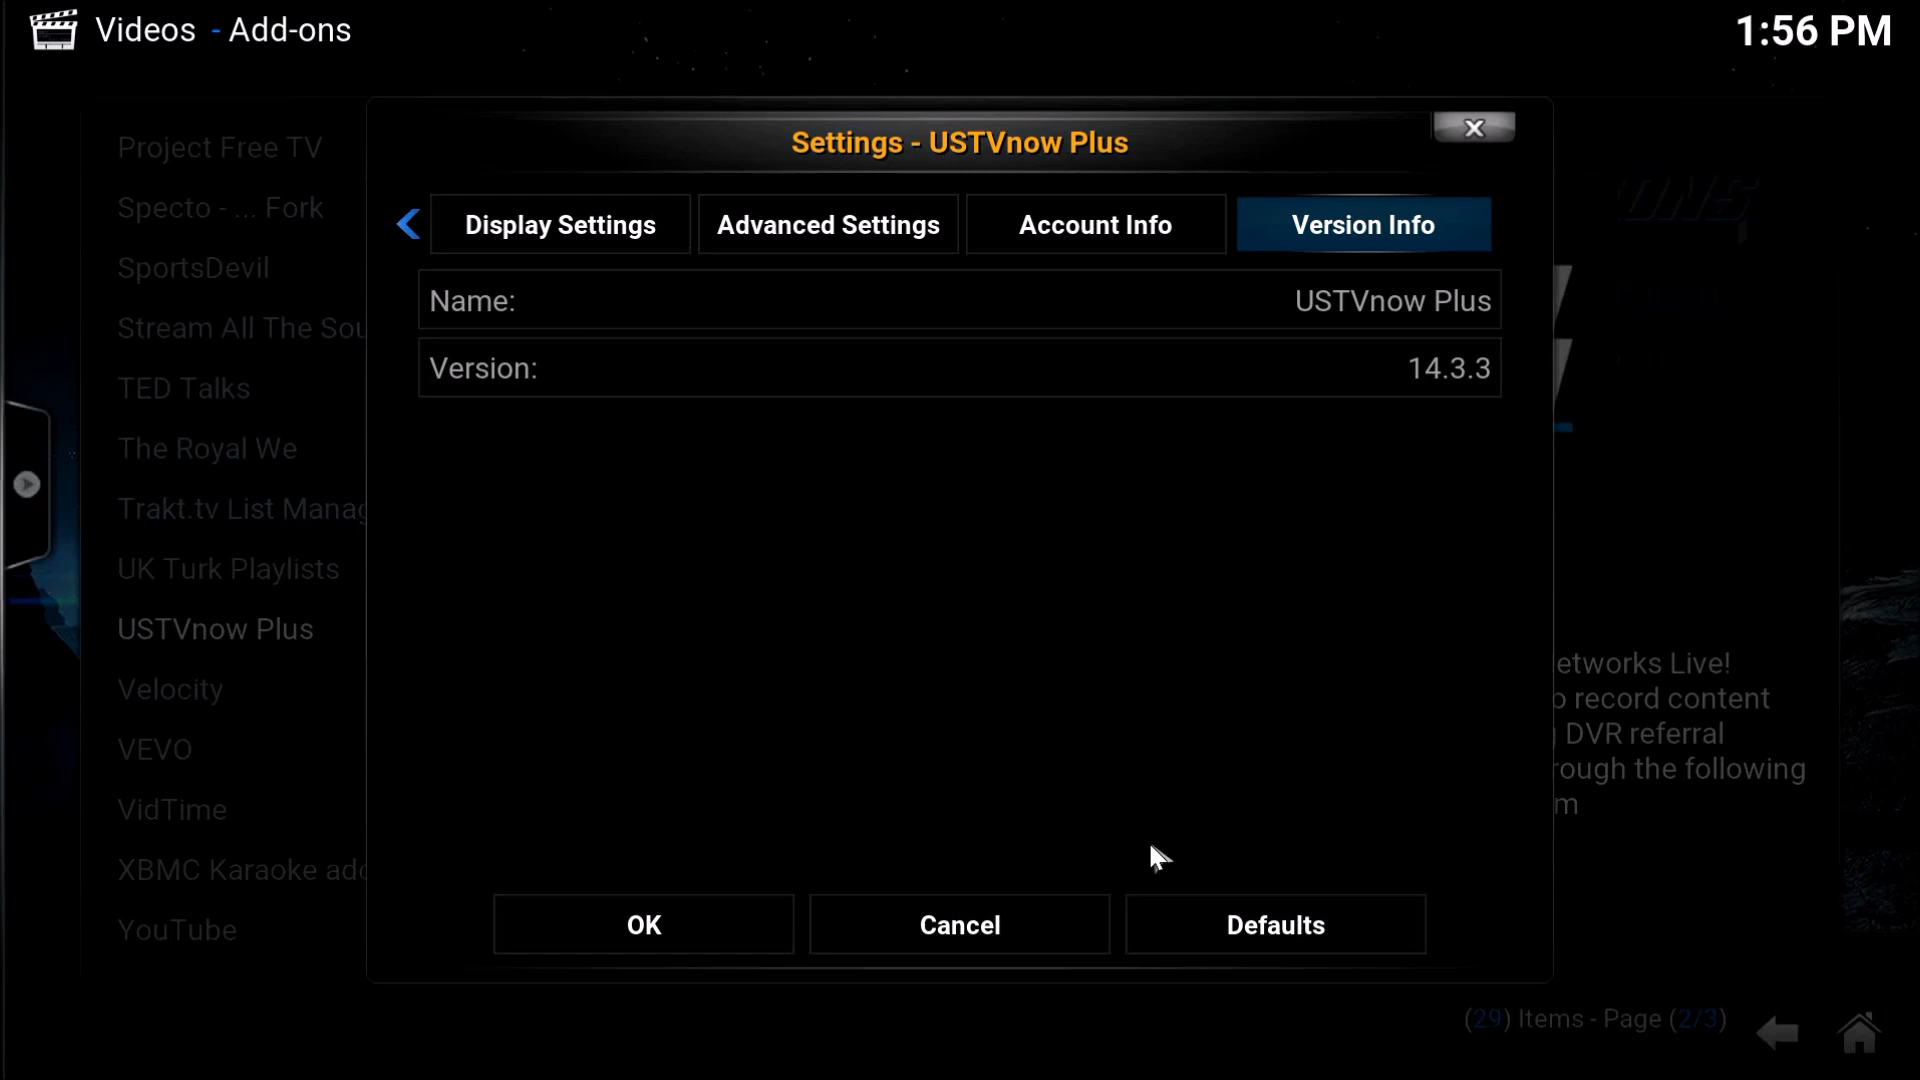 Videos - Add-ons
1:56 PM
Settings - USTVnow Plus
Display Settings
Advanced Settings
Account Info
Version Info
Name:
USTVnow Plus
Version:
14.3.3
OK
Cancel
Defaults
Project Free TV
Specto - ... Fork
SportsDevil
Stream All The Sou
TED Talks
The Royal We
Trakt.tv List Manag
UK Turk Playlists
USTVnow Plus
Velocity
VEVO
VidTime
XBMC Karaoke add
YouTube
etworks Live!
o record content
DVR referral
rough the following
m
(29) Items - Page (2/3)